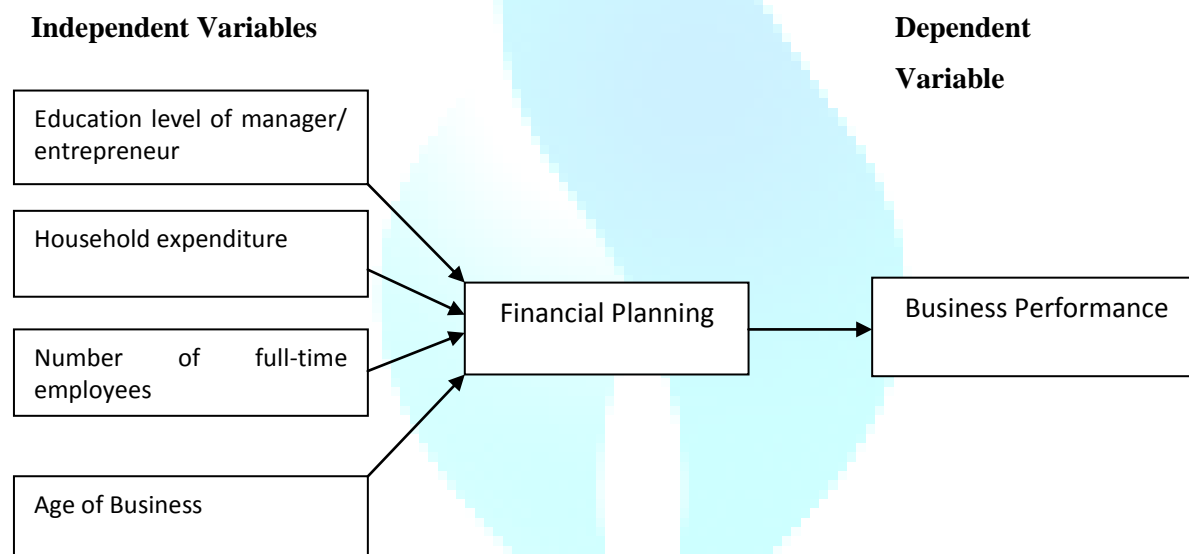 Independent Variables
Dependent
Variable
Education level of manager/
entrepreneur
Household expenditure
Number of full-time
employees
Age of Business
Financial Planning
Business Performance